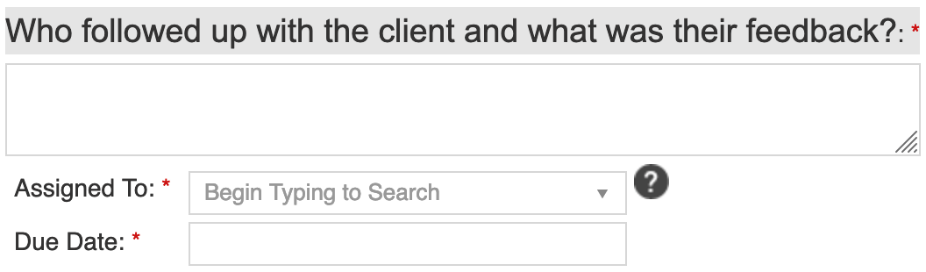 Who followed up with the client and what was their feedback?: *
Assigned To: * Begin Typing to Search ▼ ?
Due Date: *